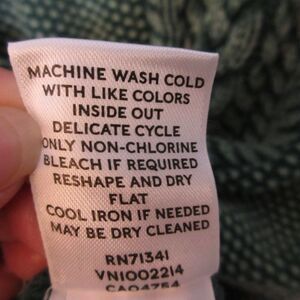 MACHINE WASH COLD
WITH LIKE COLORS
INSIDE OUT
DELICATE CYCLE
ONLY NON-CHLORINE
BLEACH IF REQUIRED
RESHAPE AND DRY
FLAT
COOL IRON IF NEEDED
MAY BE DRY CLEANED
RN71341
VN1002214
CA04754